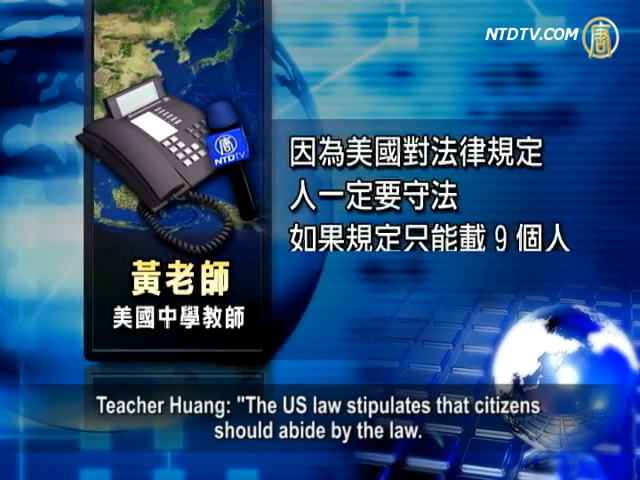 NTDTV.COM
唐
唐
NTDTV
因為美國對法律規定
人一定要守法
如果規定只能載 9 個人
黃老師
美國中學教師
Teacher Huang: "The US law stipulates that citizens
should abide by the law.